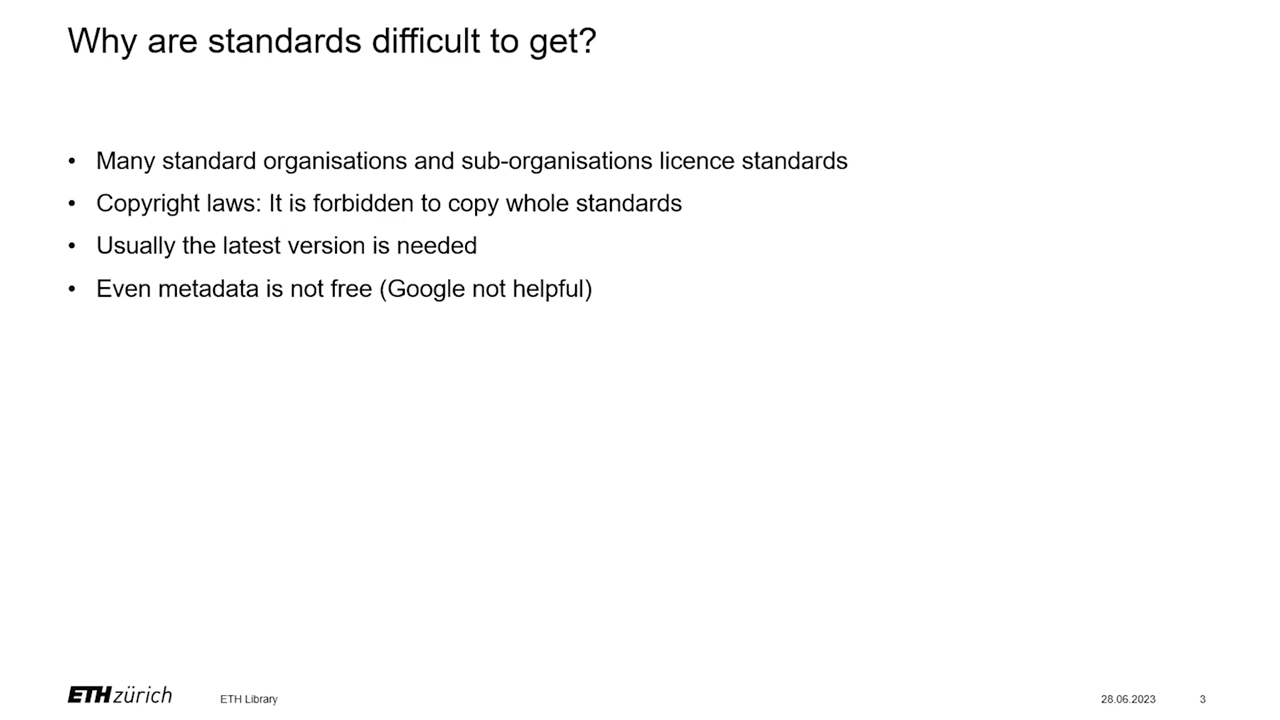 Why are standards difficult to get?
• Many standard organisations and sub-organisations licence standards
• Copyright laws: It is forbidden to copy whole standards
• Usually the latest version is needed
• Even metadata is not free (Google not helpful)
ETH zürich ETH Library 28.06.2023 3